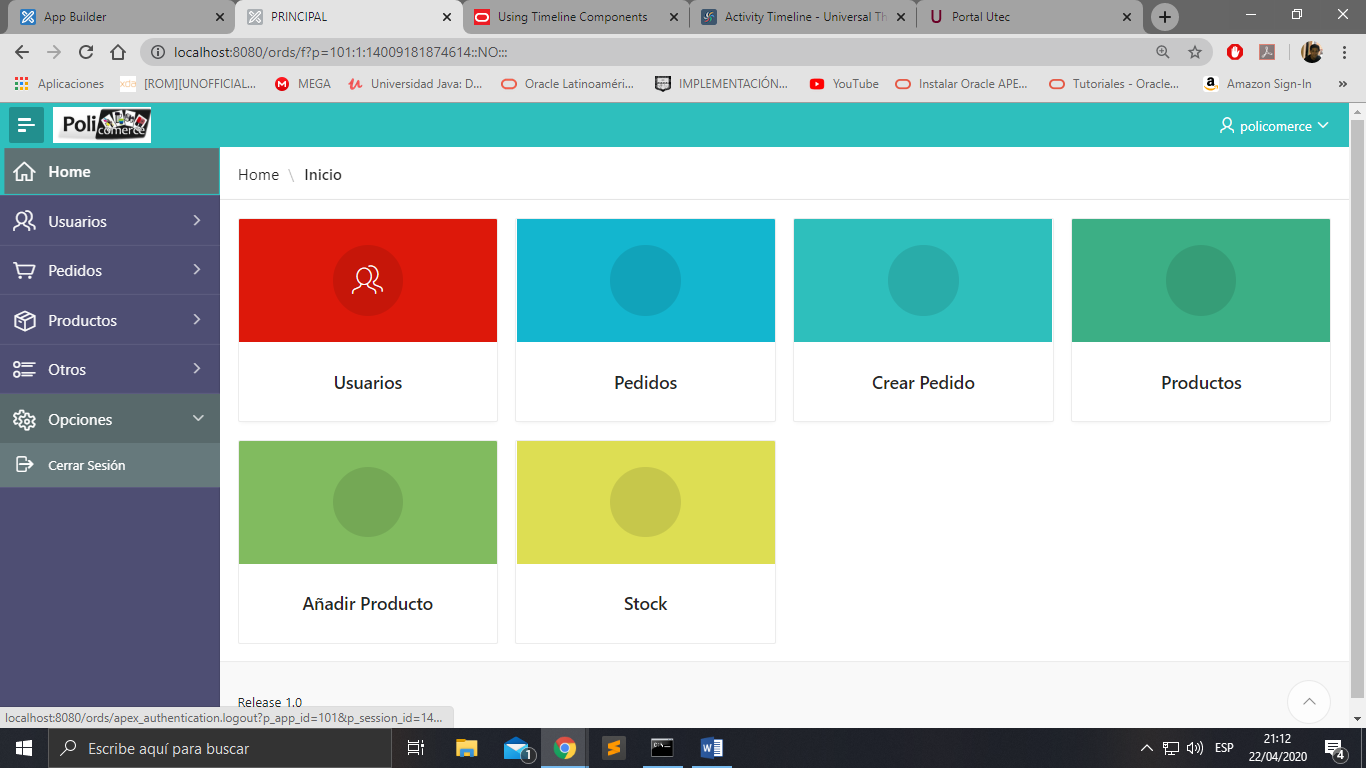 App Builder
PRINCIPAL
Using Timeline Components
Activity Timeline - Universal Th
Portal Utec
localhost:8080/ords/f?p=101:1:14009181874614::NO:::
Aplicaciones
[ROM][UNOFFICIAL...
MEGA
Universidad Java: D...
Oracle Latinoaméri...
IMPLEMENTACIÓN...
YouTube
Instalar Oracle APE...
Tutoriales - Oracle...
Amazon Sign-In
»
Poli comerce
policomerce
Home
Usuarios
Pedidos
Productos
Otros
Opciones
Cerrar Sesión
Home \ Inicio
Usuarios
Pedidos
Crear Pedido
Productos
Añadir Producto
Stock
Release 1.0
localhost:8080/ords/apex_authentication.logout?p_app_id=101&p_session_id=14...
Escribe aquí para buscar
1
ESP
21:12
22/04/2020
4